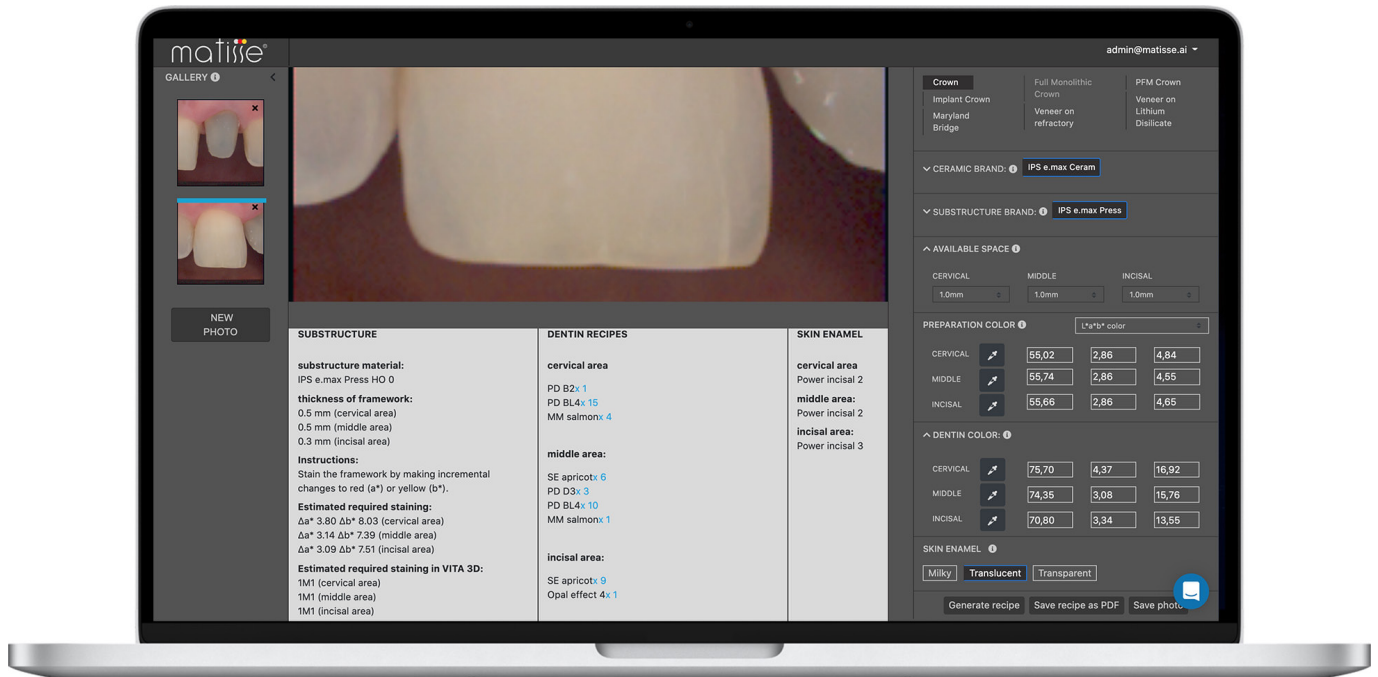 matisse
admin@matisse.ai
GALLERY
NEW
PHOTO
SUBSTRUCTURE
substructure material:
IPS e.max Press HO 0
thickness of framework:
0.5 mm (cervical area)
0.5 mm (middle area)
0.3 mm (incisal area)
Instructions:
Stain the framework by making incremental
changes to red (a*) or yellow (b*).
Estimated required staining:
Δa* 3.80 Δb* 8.03 (cervical area)
Δa* 3.14 Δb* 7.39 (middle area)
Δa* 3.09 Δb* 7.51 (incisal area)
Estimated required staining in VITA 3D:
1M1 (cervical area)
1M1 (middle area)
1M1 (incisal area)
DENTIN RECIPES
cervical area
PD B2x 1
PD BL4x 15
MM salmonx 4
middle area:
SE apricotx 6
PD D3x 3
PD BL4x 10
MM salmonx 1
incisal area:
SE apricotx 9
Opal effect 4x 1
SKIN ENAMEL
cervical area
Power incisal 2
middle area:
Power incisal 2
incisal area:
Power incisal 3
Crown
Implant Crown
Maryland
Bridge
Full Monolithic
Crown
Veneer on
refractory
PFM Crown
Veneer on
Lithium
Disilicate
CERAMIC BRAND: IPS e.max Ceram
SUBSTRUCTURE BRAND: IPS e.max Press
AVAILABLE SPACE
CERVICAL MIDDLE INCISAL
1.0mm 1.0mm 1.0mm
PREPARATION COLOR L*a*b* color
CERVICAL 55,02 2,86 4,84
MIDDLE 55,74 2,86 4,55
INCISAL 55,66 2,86 4,65
DENTIN COLOR:
CERVICAL 75,70 4,37 16,92
MIDDLE 74,35 3,08 15,76
INCISAL 70,80 3,34 13,55
SKIN ENAMEL
Milky Translucent Transparent
Generate recipe Save recipe as PDF Save photo